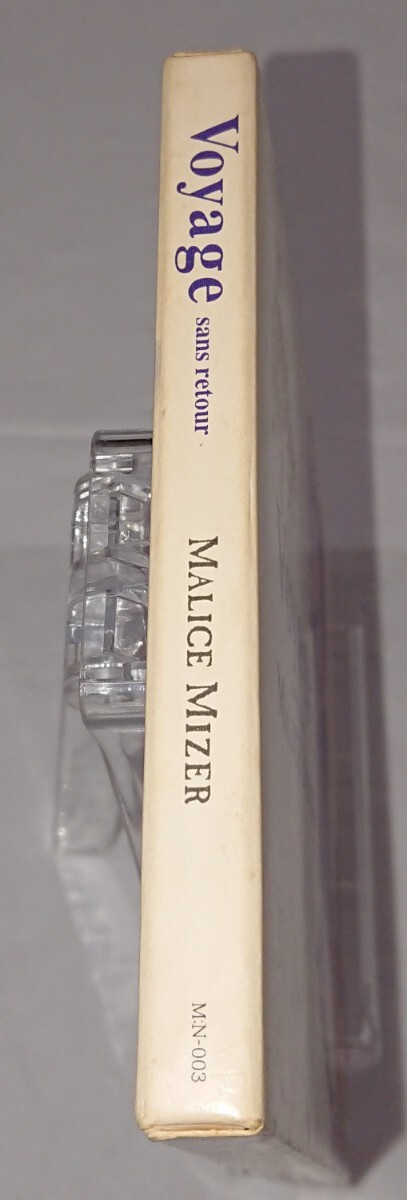 Voyage sans retour
MALICE MIZER
M:N-003